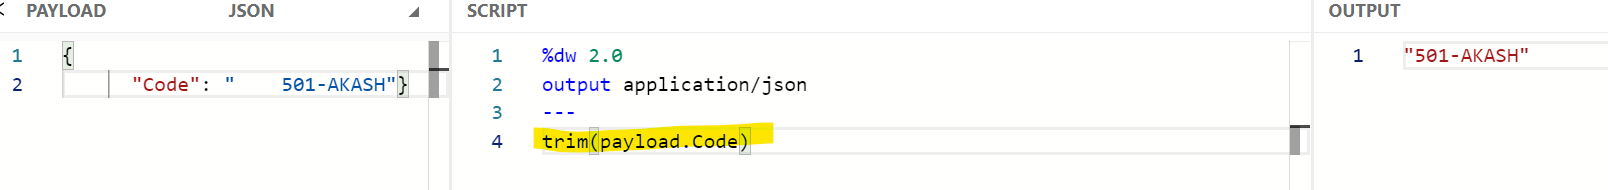 PAYLOAD JSON
1 {
2 "Code": "    501-AKASH"}
SCRIPT
1 %dw 2.0
2 output application/json
3 ---
4 trim(payload.Code)
OUTPUT
1 "501-AKASH"